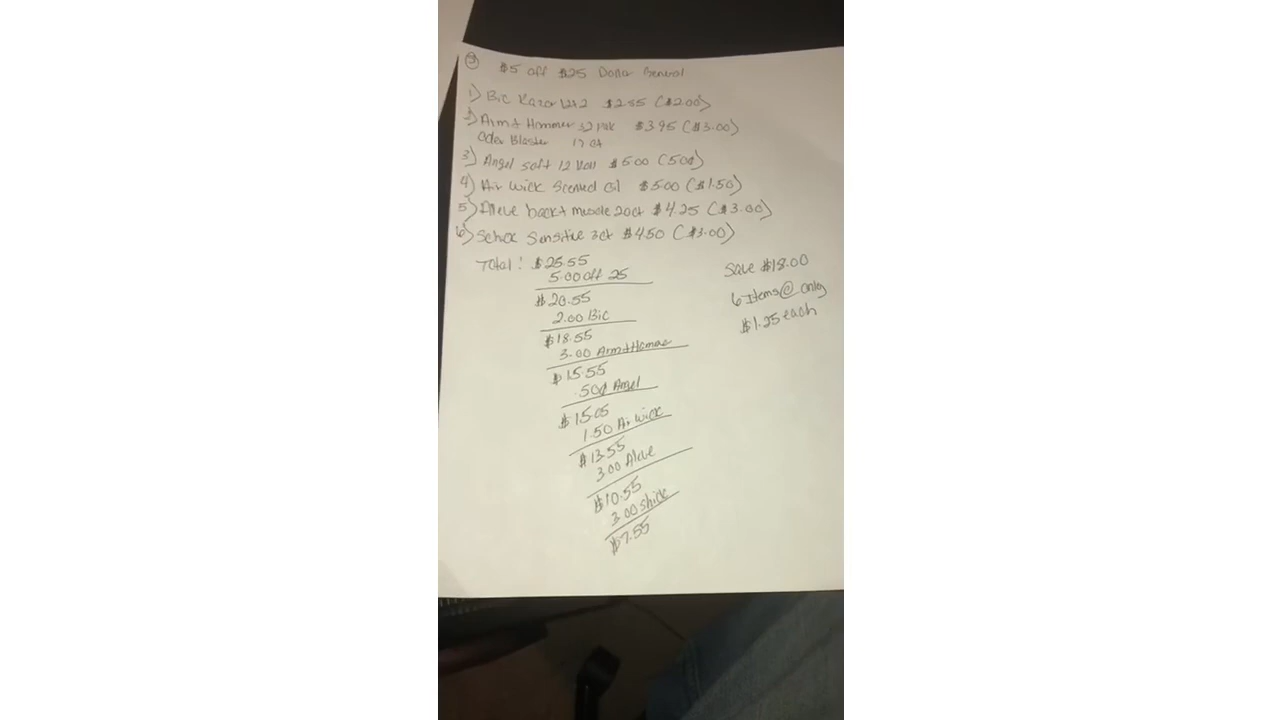 ②
$5 off $25 Dollar General
1) Bic Razor 1ct 2 $2.55 ($2.00)
2) Arm & Hammer $3.95 ($3.00)
Oder Blaster 17 ct
3) Angel Soft 12 Roll $5.00 (50¢)
4) Air Wick Scented Oil $5.00 ($1.50)
5) Aleve back & muscle 20ct $4.25 ($3.00)
6) Schick Sensitive 3ct $4.50 ($3.00)
Total: $25.55
5.00 off 25
$20.55
2.00 Bic
$18.55
3.00 Arm & Hammer
$15.55
.50¢ Angel
$15.05
1.50 Air Wick
$13.55
3.00 Aleve
$10.55
3.00 Shick
$7.55
Save $18.00
6 Items @ only
$1.25 each